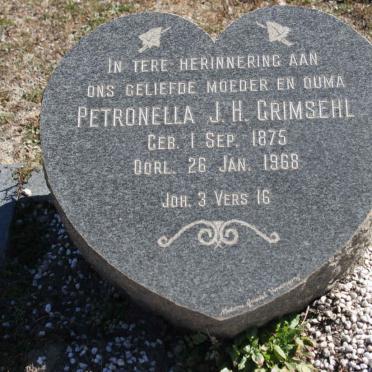 In tere herinnering aan
ons geliefde moeder en ouma
Petronella J. H. Grimsehl
Geb. 1 Sep. 1875
Oorl. 26 Jan. 1968
Joh. 3 Vers 16